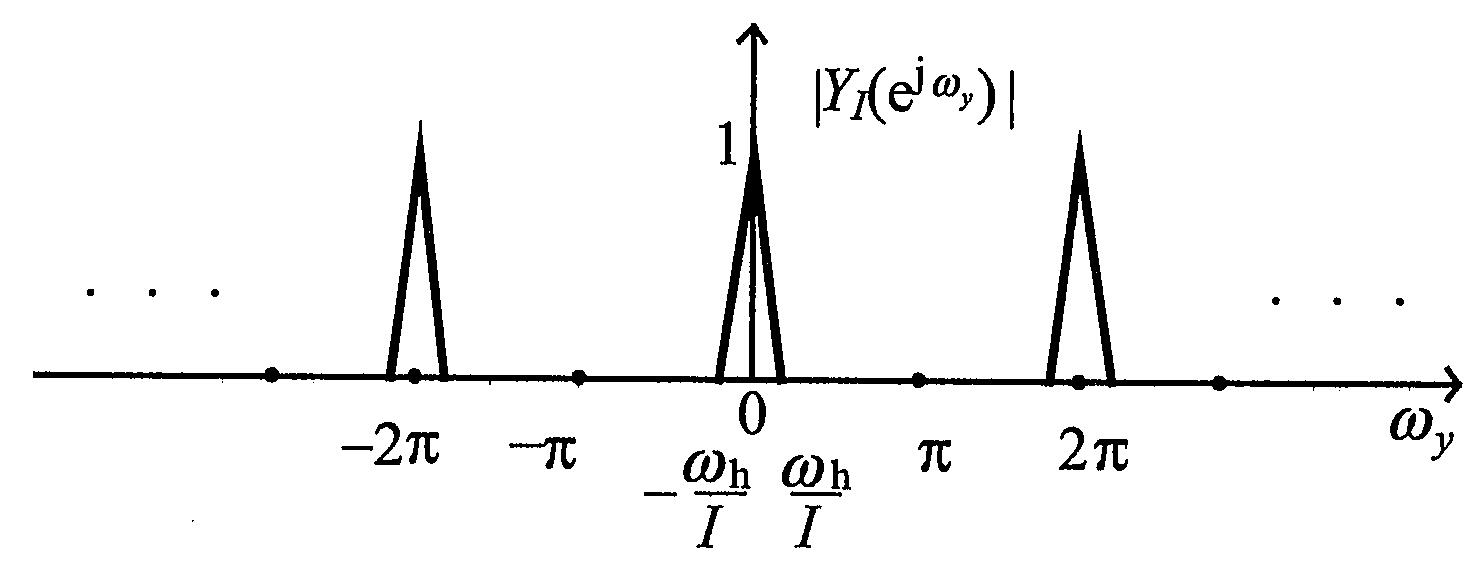 |Y_I(e^{jω_y})|
1
. . .
. . .
0
ω_y
−2π −π π 2π
−ω_h/I ω_h/I